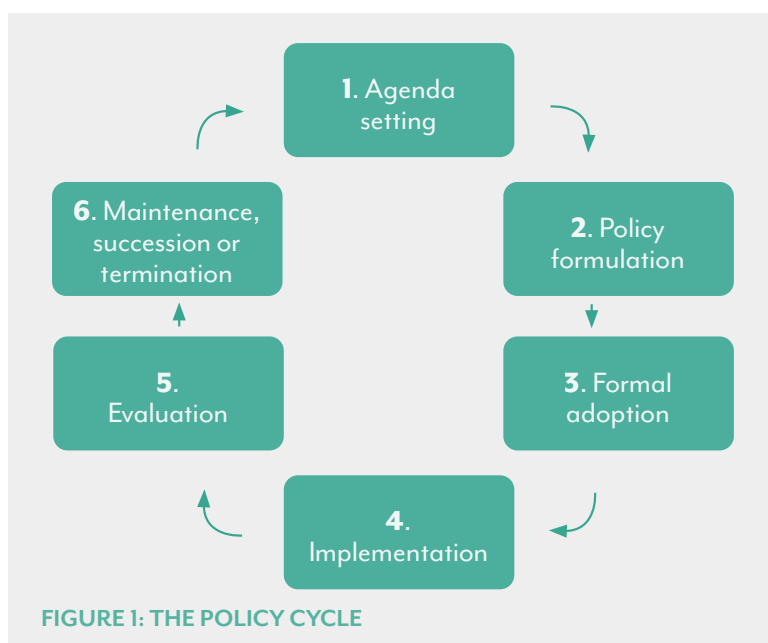 1. Agenda
setting
2. Policy
formulation
3. Formal
adoption
4.
Implementation
5.
Evaluation
6. Maintenance,
succession or
termination
FIGURE 1: THE POLICY CYCLE